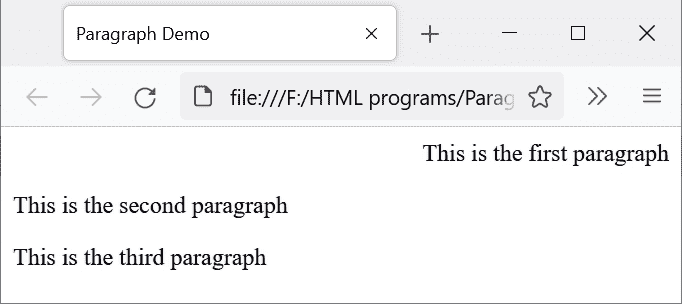 Paragraph Demo
file:///F:/HTML programs/Parag
This is the first paragraph
This is the second paragraph
This is the third paragraph